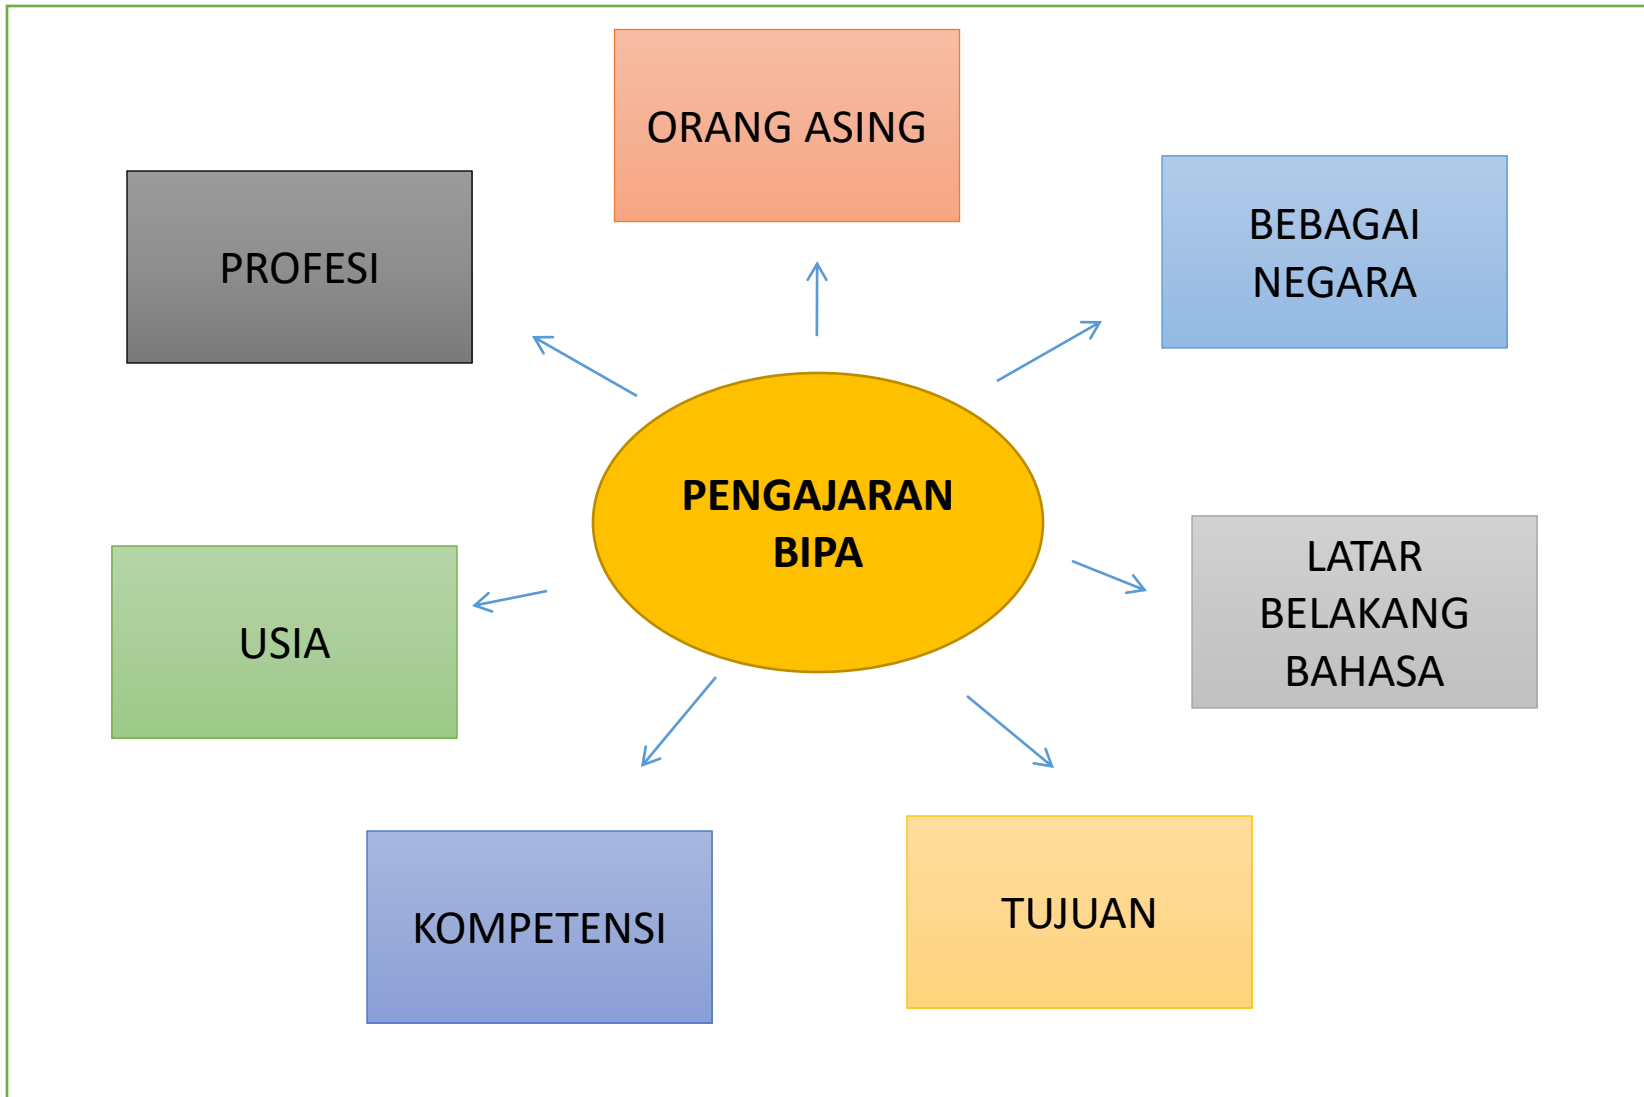 ORANG ASING
BEBAGAI
NEGARA
PROFESI
PENGAJARAN
BIPA
LATAR
BELAKANG
BAHASA
USIA
TUJUAN
KOMPETENSI